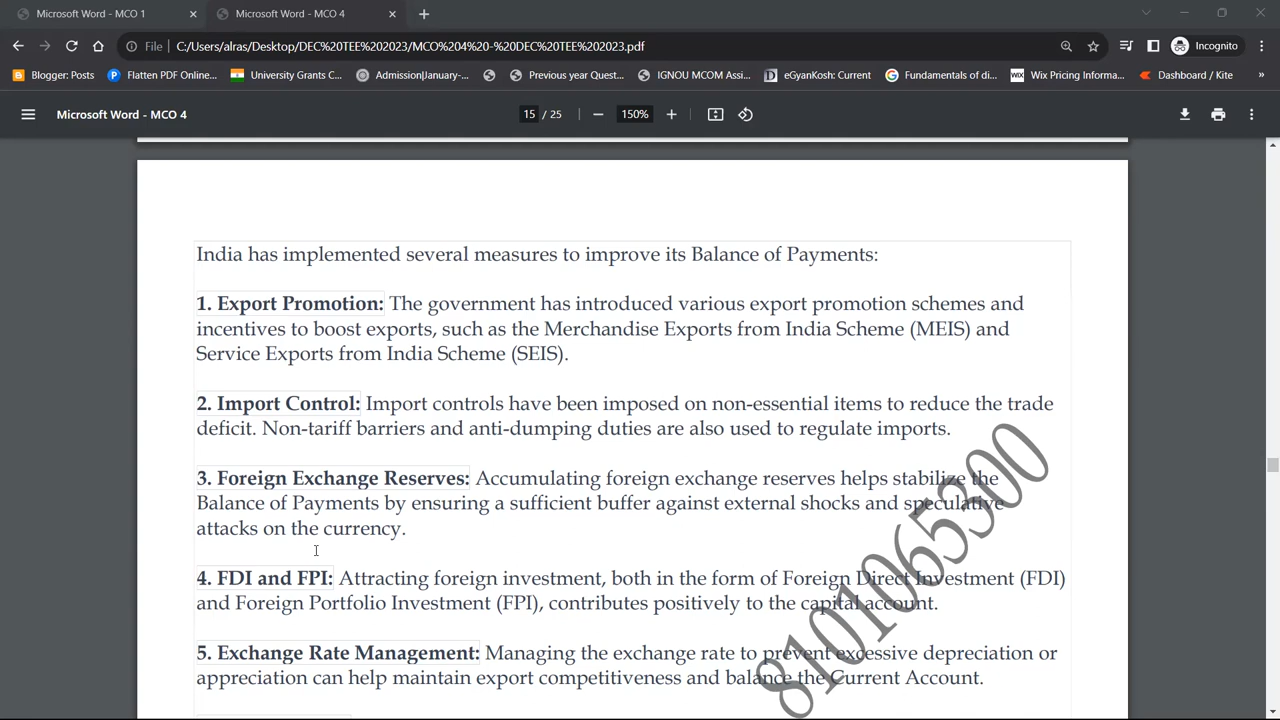 Microsoft Word - MCO 1
Microsoft Word - MCO 4
File
C:/Users/alras/Desktop/DEC%20TEE%202023/MCO%204%20-%20DEC%20TEE%202023.pdf
Incognito
Blogger: Posts
Flatten PDF Online...
University Grants C...
Admission|January-...
Previous year Quest...
IGNOU MCOM Assi...
eGyanKosh: Current
Fundamentals of di...
WIX
Wix Pricing Informa...
Dashboard / Kite
»
Microsoft Word - MCO 4
15 / 25
150%
India has implemented several measures to improve its Balance of Payments:
1. Export Promotion: The government has introduced various export promotion schemes and
incentives to boost exports, such as the Merchandise Exports from India Scheme (MEIS) and
Service Exports from India Scheme (SEIS).
2. Import Control: Import controls have been imposed on non-essential items to reduce the trade
deficit. Non-tariff barriers and anti-dumping duties are also used to regulate imports.
3. Foreign Exchange Reserves: Accumulating foreign exchange reserves helps stabilize the
Balance of Payments by ensuring a sufficient buffer against external shocks and speculative
attacks on the currency.
4. FDI and FPI: Attracting foreign investment, both in the form of Foreign Direct Investment (FDI)
and Foreign Portfolio Investment (FPI), contributes positively to the capital account.
5. Exchange Rate Management: Managing the exchange rate to prevent excessive depreciation or
appreciation can help maintain export competitiveness and balance the Current Account.
8101065300